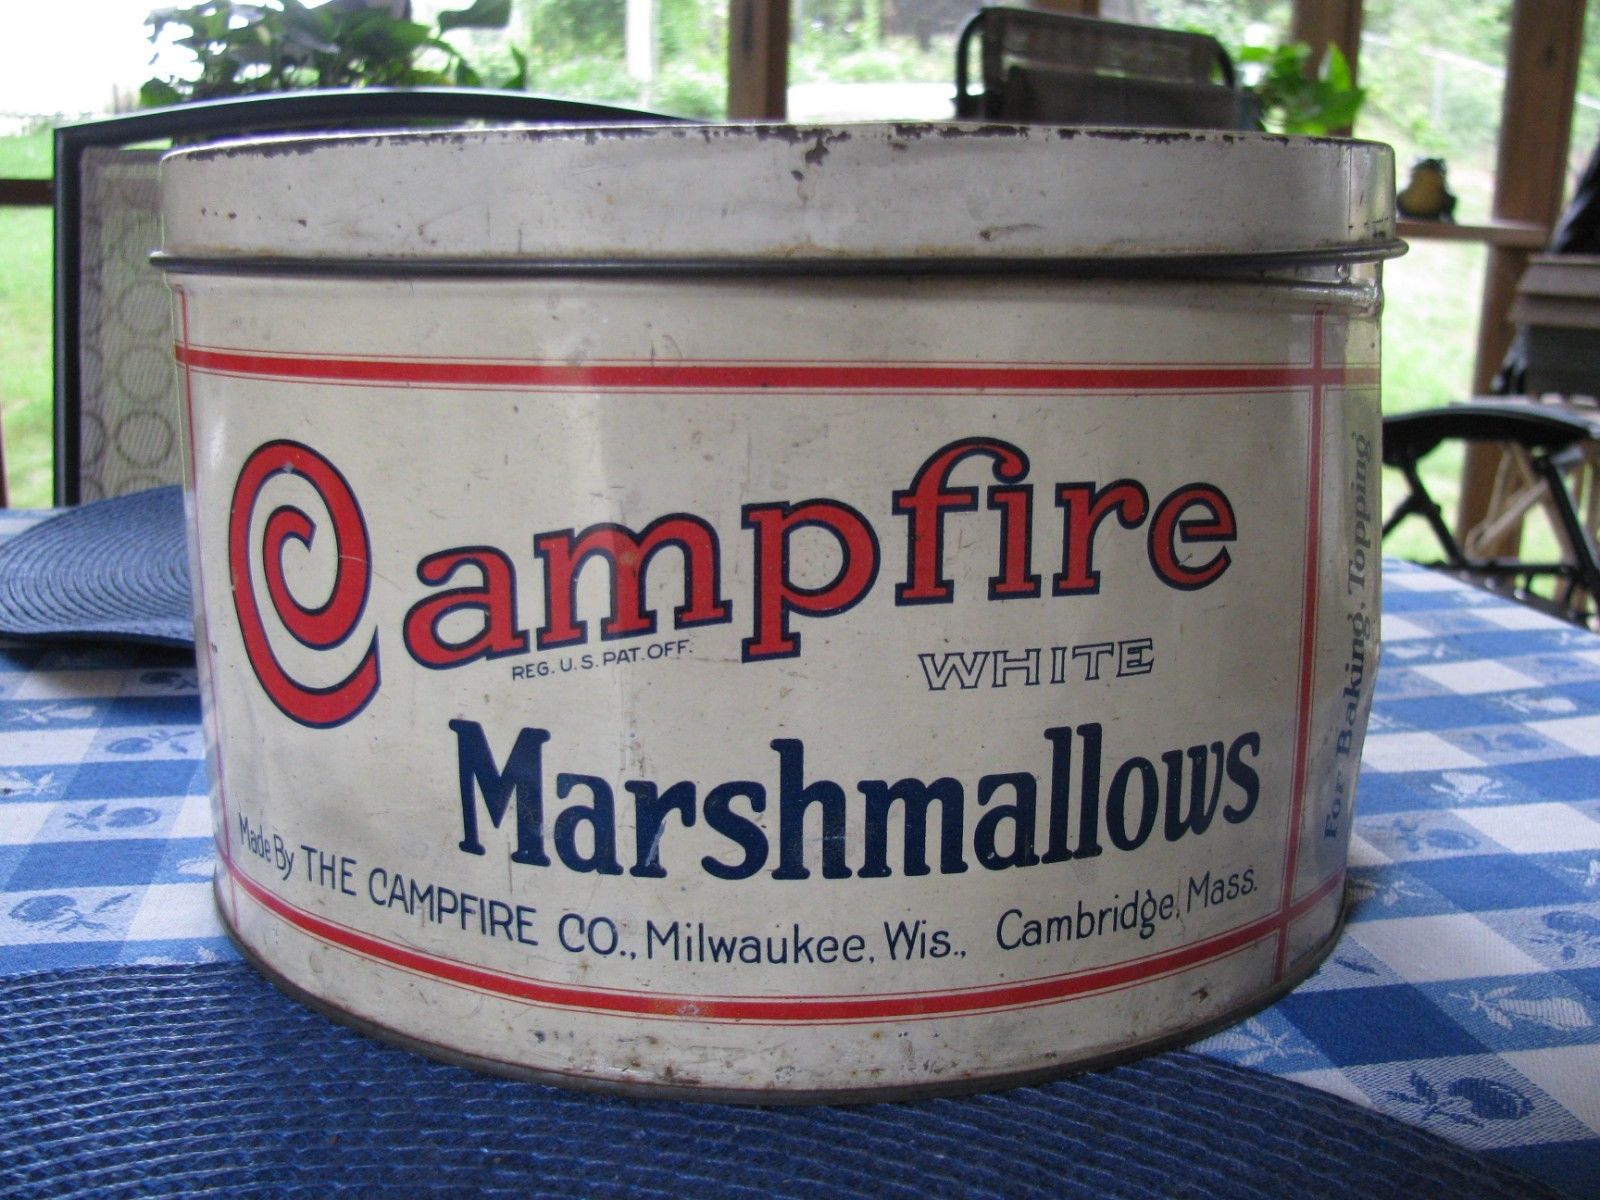 Campfire
REG. U.S. PAT. OFF.
WHITE
Marshmallows
Made By THE CAMPFIRE CO., Milwaukee, Wis., Cambridge, Mass.
For Baking, Topping